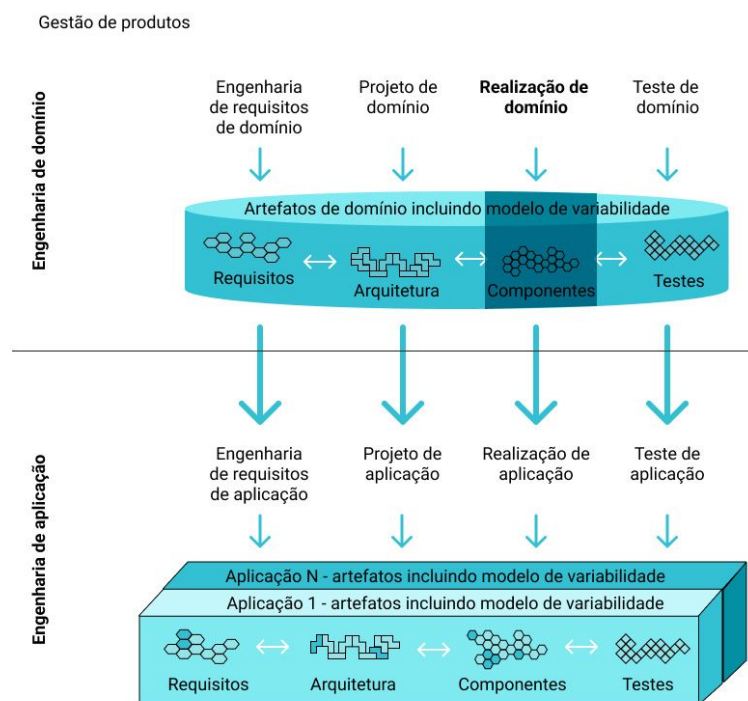 Gestão de produtos
Engenharia de domínio
Engenharia
de requisitos
de domínio
Projeto de
domínio
Realização de
domínio
Teste de
domínio
Artefatos de domínio incluindo modelo de variabilidade
Requisitos
Arquitetura
Componentes
Testes
Engenharia de aplicação
Engenharia
de requisitos
de aplicação
Projeto de
aplicação
Realização de
aplicação
Teste de
aplicação
Aplicação N - artefatos incluindo modelo de variabilidade
Aplicação 1 - artefatos incluindo modelo de variabilidade
Requisitos
Arquitetura
Componentes
Testes